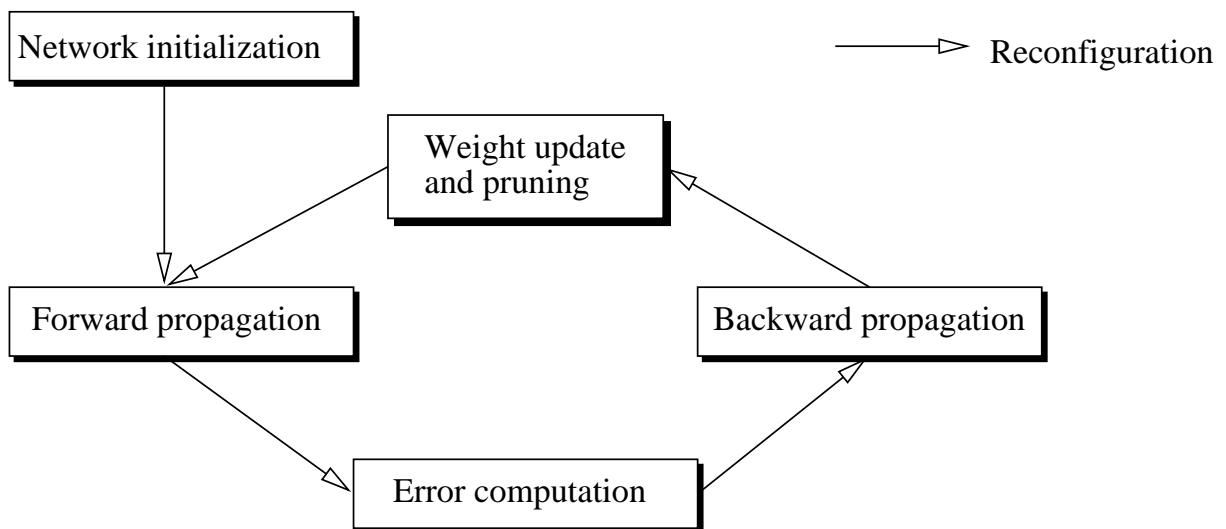 Network initialization
Reconfiguration
Weight update
and pruning
Forward propagation
Backward propagation
Error computation